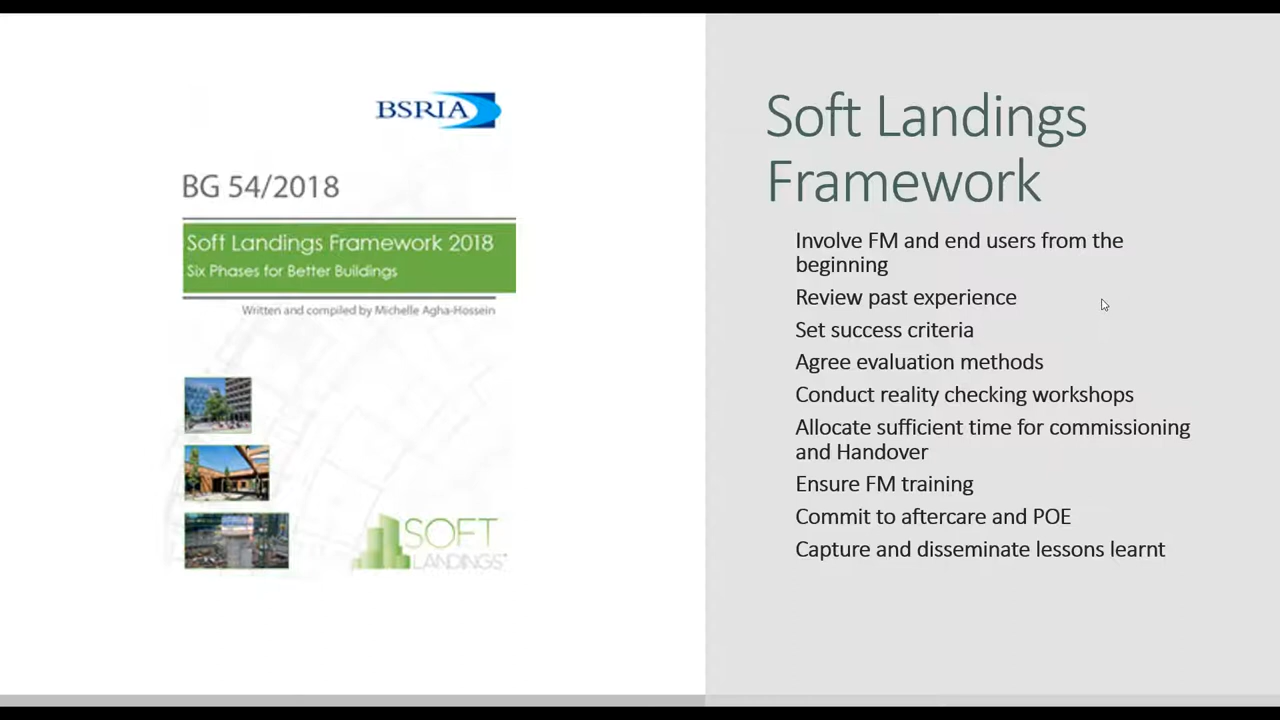 BSRIA
BG 54/2018
Soft Landings Framework 2018
Six Phases for Better Buildings
Written and compiled by Michelle Agha-Hossein
SOFT
LANDINGS
Soft Landings
Framework
Involve FM and end users from the
beginning
Review past experience
Set success criteria
Agree evaluation methods
Conduct reality checking workshops
Allocate sufficient time for commissioning
and Handover
Ensure FM training
Commit to aftercare and POE
Capture and disseminate lessons learnt